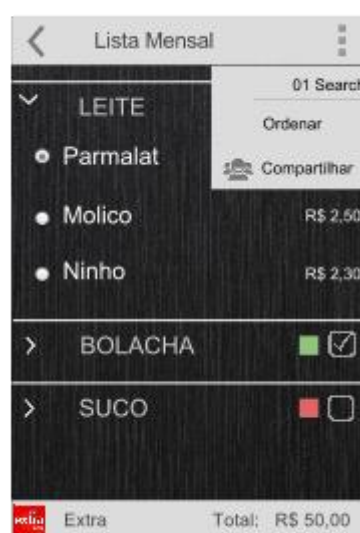 Lista Mensal
01 Search
Ordenar
Compartilhar
LEITE
Parmalat
Molico R$ 2,50
Ninho R$ 2,30
BOLACHA
SUCO
extra
Extra Total: R$ 50,00